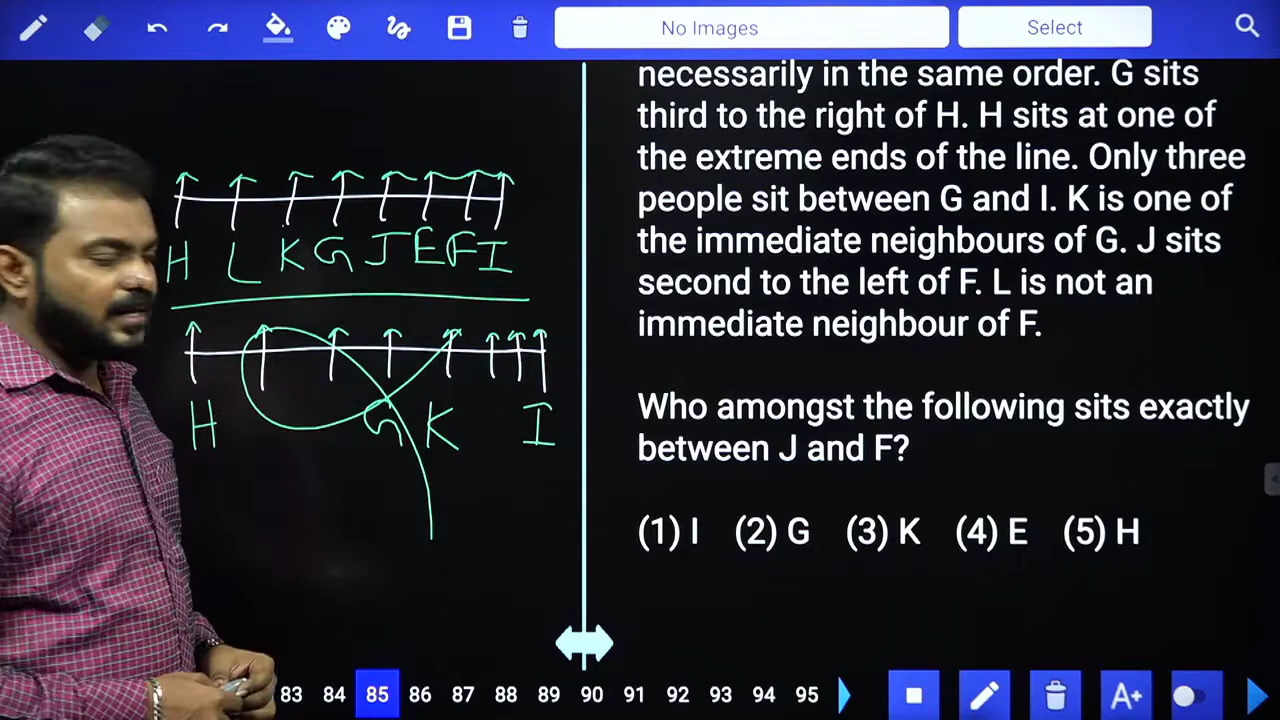 No Images
Select
necessarily in the same order. G sits
third to the right of H. H sits at one of
the extreme ends of the line. Only three
people sit between G and I. K is one of
the immediate neighbours of G. J sits
second to the left of F. L is not an
immediate neighbour of F.
Who amongst the following sits exactly
between J and F?
(1) I (2) G (3) K (4) E (5) H
H L K G J E F I
H G K I
83 84 85 86 87 88 89 90 91 92 93 94 95
A+